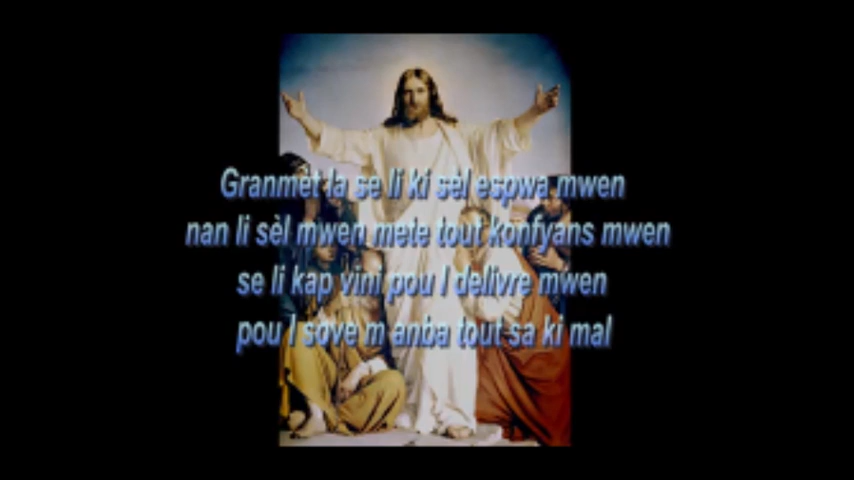 Granmèt la se li ki sèl espwa mwen
nan li sèl mwen mete tout konfyans mwen
se li kap vini pou l delivre mwen
pou l sove m anba tout sa ki mal